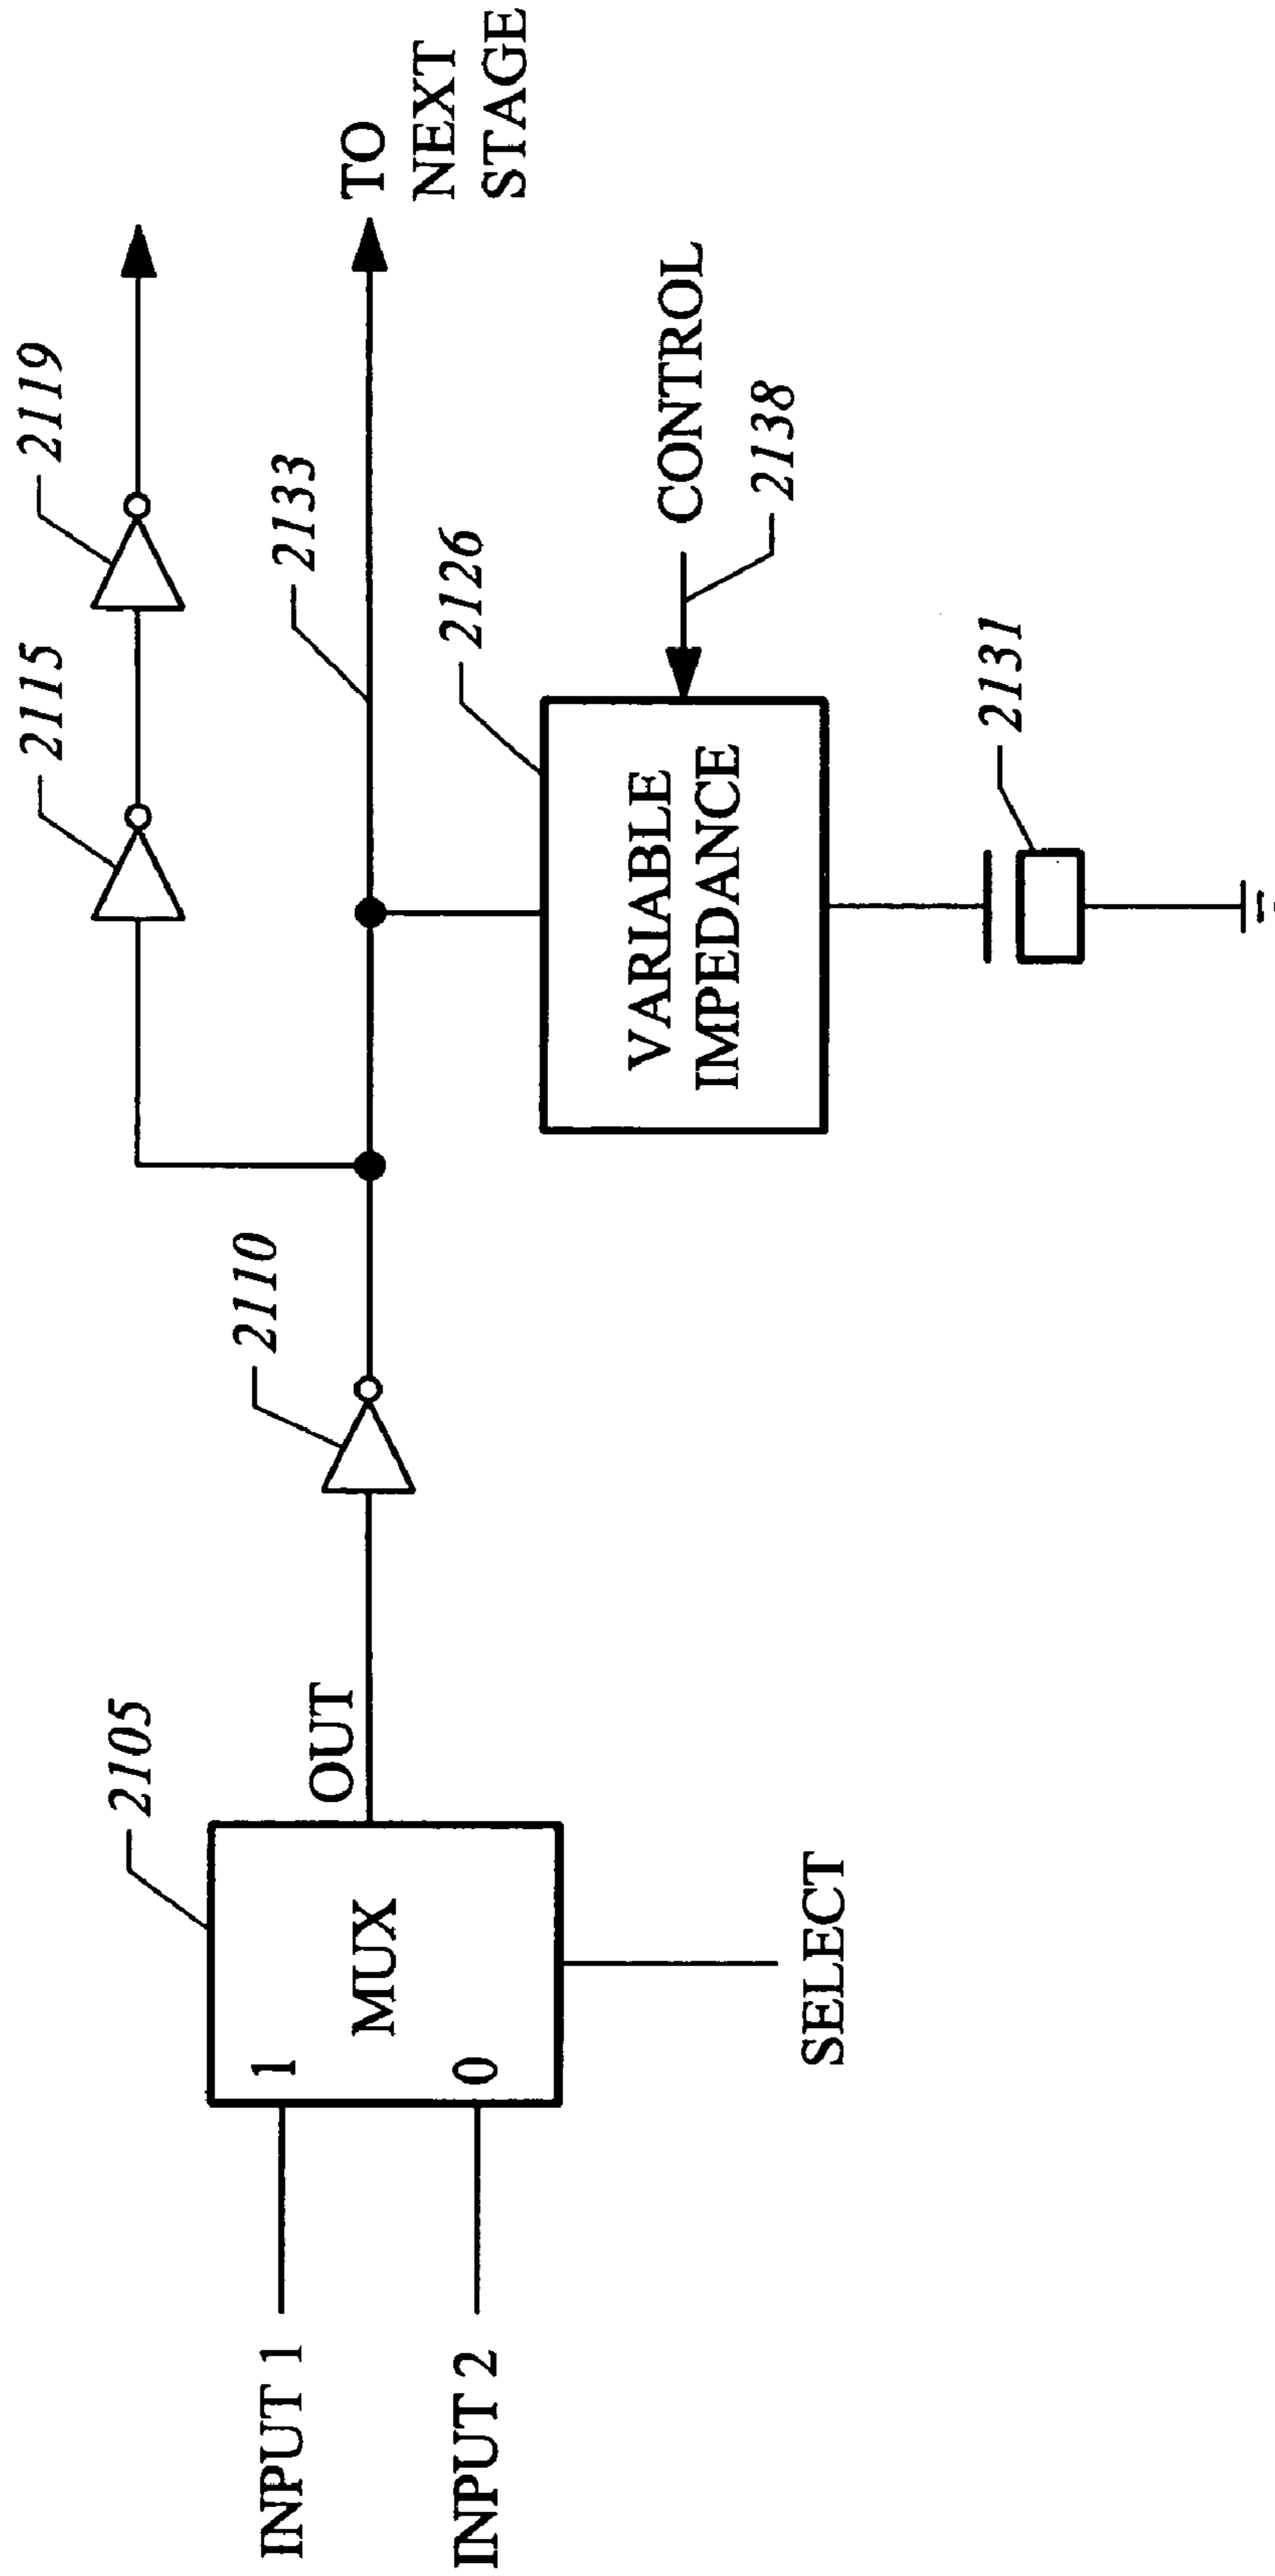 2119
2115
TO
NEXT
STAGE
2133
2110
2105
OUT
2126
CONTROL
2138
INPUT 1
1
MUX
VARIABLE
IMPEDANCE
INPUT 2
0
2131
SELECT